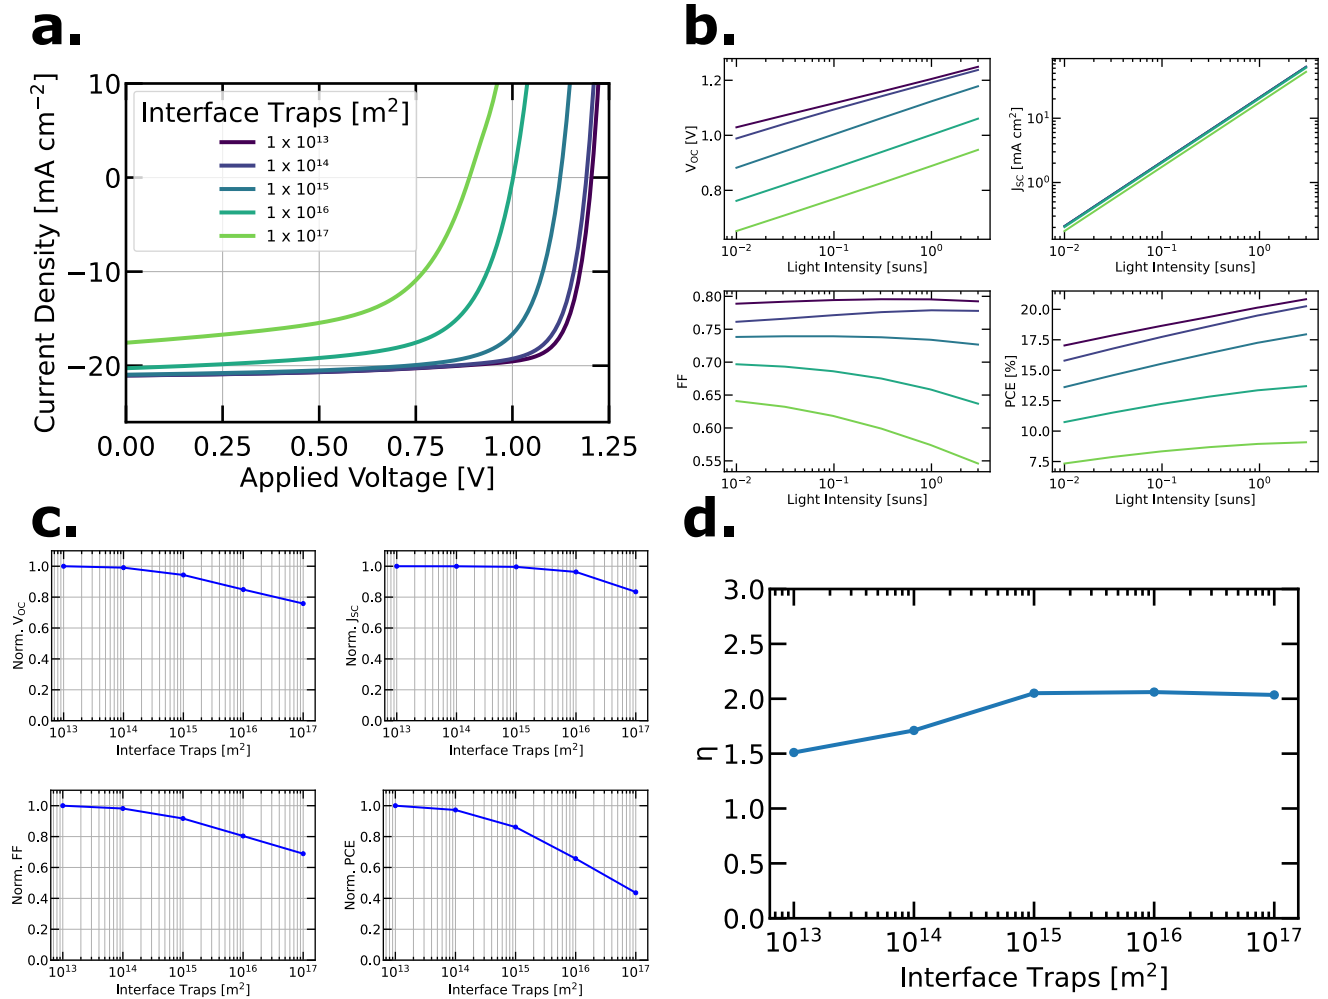 a.
10
0
−10
−20
Current Density [mA cm⁻²]
Interface Traps [m²]
1 x 10¹³
1 x 10¹⁴
1 x 10¹⁵
1 x 10¹⁶
1 x 10¹⁷
0.00 0.25 0.50 0.75 1.00 1.25
Applied Voltage [V]
b.
1.2
1.0
0.8
V_OC [V]
10⁻² 10⁻¹ 10⁰
Light Intensity [suns]
10¹
10⁰
J_SC [mA cm²]
10⁻² 10⁻¹ 10⁰
Light Intensity [suns]
0.80
0.75
0.70
0.65
0.60
0.55
FF
10⁻² 10⁻¹ 10⁰
Light Intensity [suns]
20.0
17.5
15.0
12.5
10.0
7.5
PCE [%]
10⁻² 10⁻¹ 10⁰
Light Intensity [suns]
c.
1.0
0.8
0.6
0.4
0.2
0.0
Norm. V_OC
10¹³ 10¹⁴ 10¹⁵ 10¹⁶ 10¹⁷
Interface Traps [m²]
1.0
0.8
0.6
0.4
0.2
0.0
Norm. J_SC
10¹³ 10¹⁴ 10¹⁵ 10¹⁶ 10¹⁷
Interface Traps [m²]
1.0
0.8
0.6
0.4
0.2
0.0
Norm. FF
10¹³ 10¹⁴ 10¹⁵ 10¹⁶ 10¹⁷
Interface Traps [m²]
1.0
0.8
0.6
0.4
0.2
0.0
Norm. PCE
10¹³ 10¹⁴ 10¹⁵ 10¹⁶ 10¹⁷
Interface Traps [m²]
d.
3.0
2.5
2.0
1.5
1.0
0.5
0.0
η
10¹³ 10¹⁴ 10¹⁵ 10¹⁶ 10¹⁷
Interface Traps [m²]